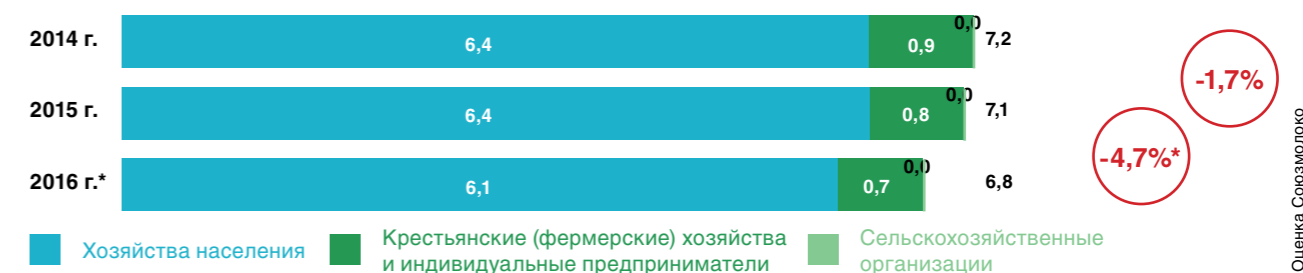 2014 г. 6,4 0,9 0,0 7,2
-1,7%
2015 г. 6,4 0,8 0,0 7,1
-4,7%*
2016 г.* 6,1 0,7 0,0 6,8
Хозяйства населения
Крестьянские (фермерские) хозяйства
и индивидуальные предприниматели
Сельскохозяйственные
организации
Оценка Союзмолоко